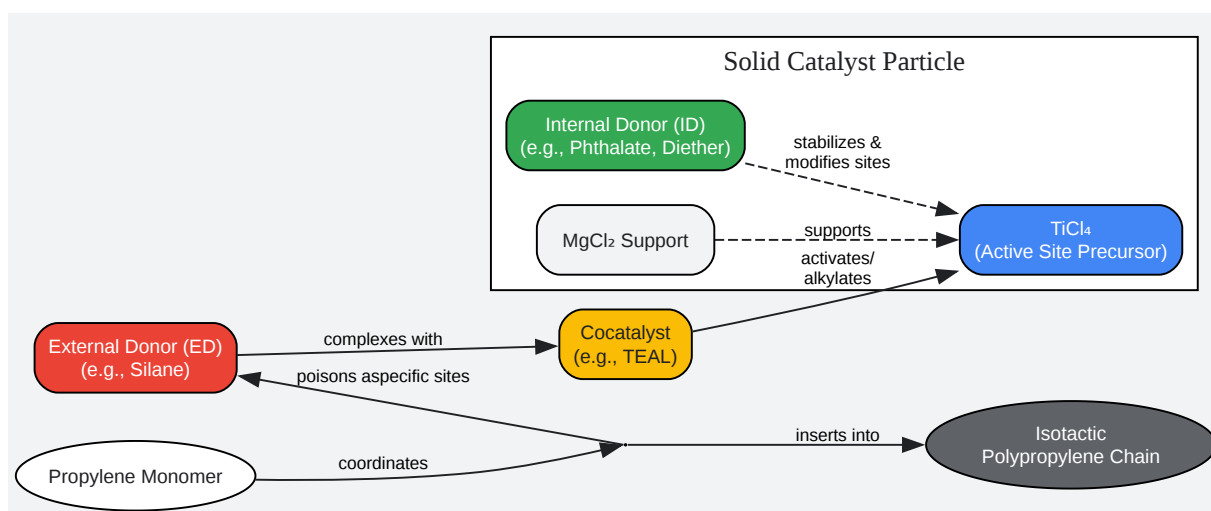 Solid Catalyst Particle
Internal Donor (ID)
(e.g., Phthalate, Diether)
stabilizes &
modifies sites
MgCl₂ Support
supports
TiCl₄
(Active Site Precursor)
activates/
alkylates
External Donor (ED)
(e.g., Silane)
complexes with
Cocatalyst
(e.g., TEAL)
poisons aspecific sites
Propylene Monomer
coordinates
inserts into
Isotactic
Polypropylene Chain